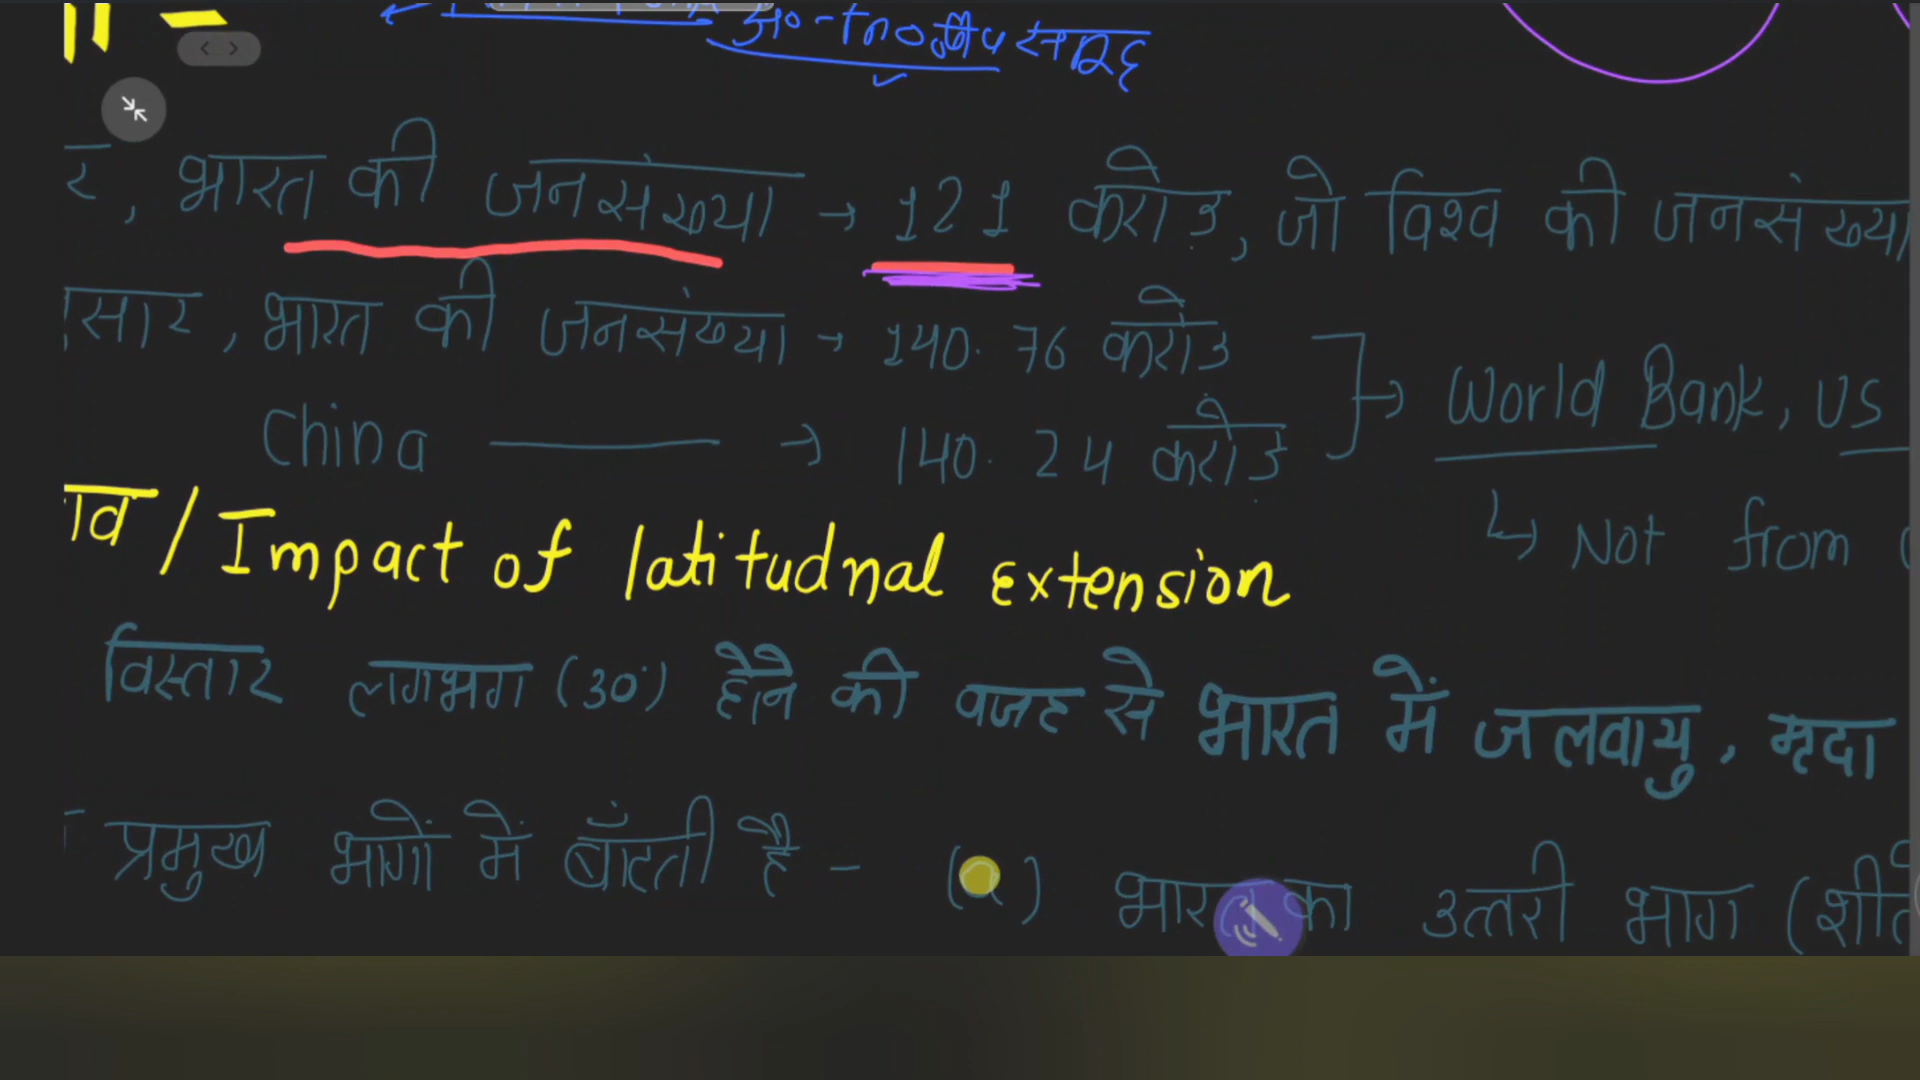 समूह
र, भारत की जनसंख्या → 121 करोड़, जो विश्व की जनसंख्या
सार, भारत की जनसंख्या → 140.76 करोड
China → 140.24 करोड़
World Bank, US
Not from
/ Impact of latitudnal extension
विस्तार लगभग (30°) होने की वजह से भारत में जलवायु, मृदा
प्रमुख भागों में बाँटती है - ( ) भारत का उत्तरी भाग (शीत